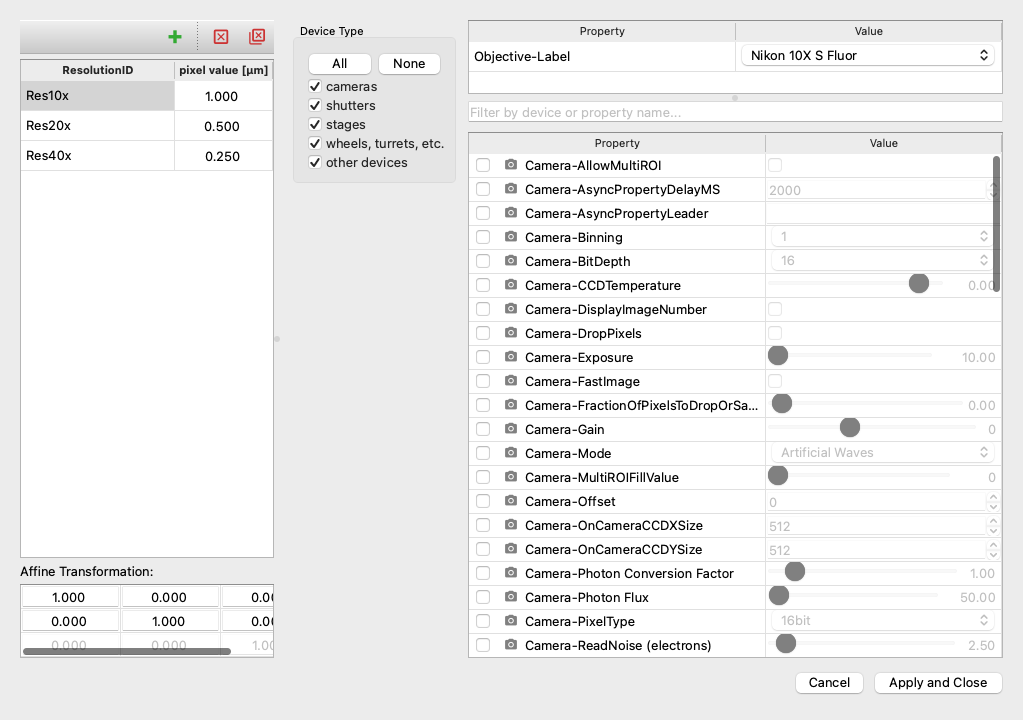 ResolutionID pixel value [µm]
Res10x 1.000
Res20x 0.500
Res40x 0.250
Affine Transformation:
1.000 0.000 0.00
0.000 1.000 0.00
0.000 0.000 1.00
Device Type
All None
cameras
shutters
stages
wheels, turrets, etc.
other devices
Property Value
Objective-Label Nikon 10X S Fluor
Filter by device or property name...
Property Value
Camera-AllowMultiROI
Camera-AsyncPropertyDelayMS 2000
Camera-AsyncPropertyLeader
Camera-Binning 1
Camera-BitDepth 16
Camera-CCDTemperature 0.00
Camera-DisplayImageNumber
Camera-DropPixels
Camera-Exposure 10.00
Camera-FastImage
Camera-FractionOfPixelsToDropOrSa... 0.00
Camera-Gain 0
Camera-Mode Artificial Waves
Camera-MultiROIFillValue 0
Camera-Offset 0
Camera-OnCameraCCDXSize 512
Camera-OnCameraCCDYSize 512
Camera-Photon Conversion Factor 1.00
Camera-Photon Flux 50.00
Camera-PixelType 16bit
Camera-ReadNoise (electrons) 2.50
Cancel Apply and Close